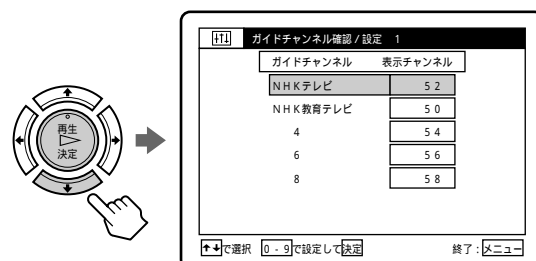 ガイドチャンネル確認/設定 1
ガイドチャンネル 表示チャンネル
NHKテレビ 52
NHK教育テレビ 50
4 54
6 56
8 58
再生
決定
で選択 0-9で設定して決定 終了:メニュー